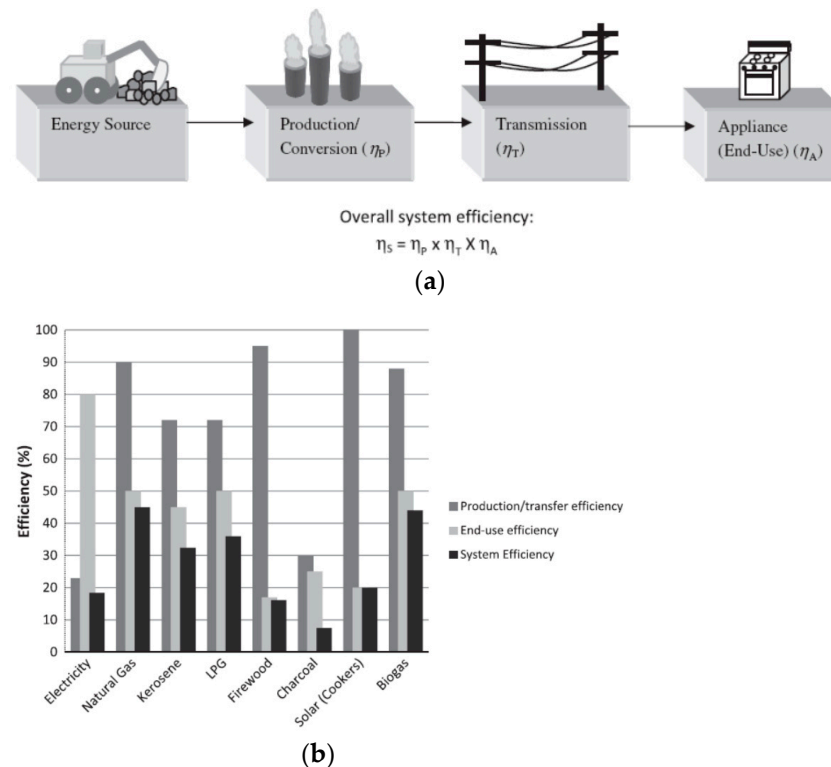 Energy Source
Production/
Conversion (ηP)
Transmission
(ηT)
Appliance
(End-Use) (ηA)
Overall system efficiency:
ηS = ηP x ηT X ηA
(a)
100
90
80
70
60
50
40
30
20
10
0
Efficiency (%)
Electricity
Natural Gas
Kerosene
LPG
Firewood
Charcoal
Solar (Cookers)
Biogas
Production/transfer efficiency
End-use efficiency
System Efficiency
(b)